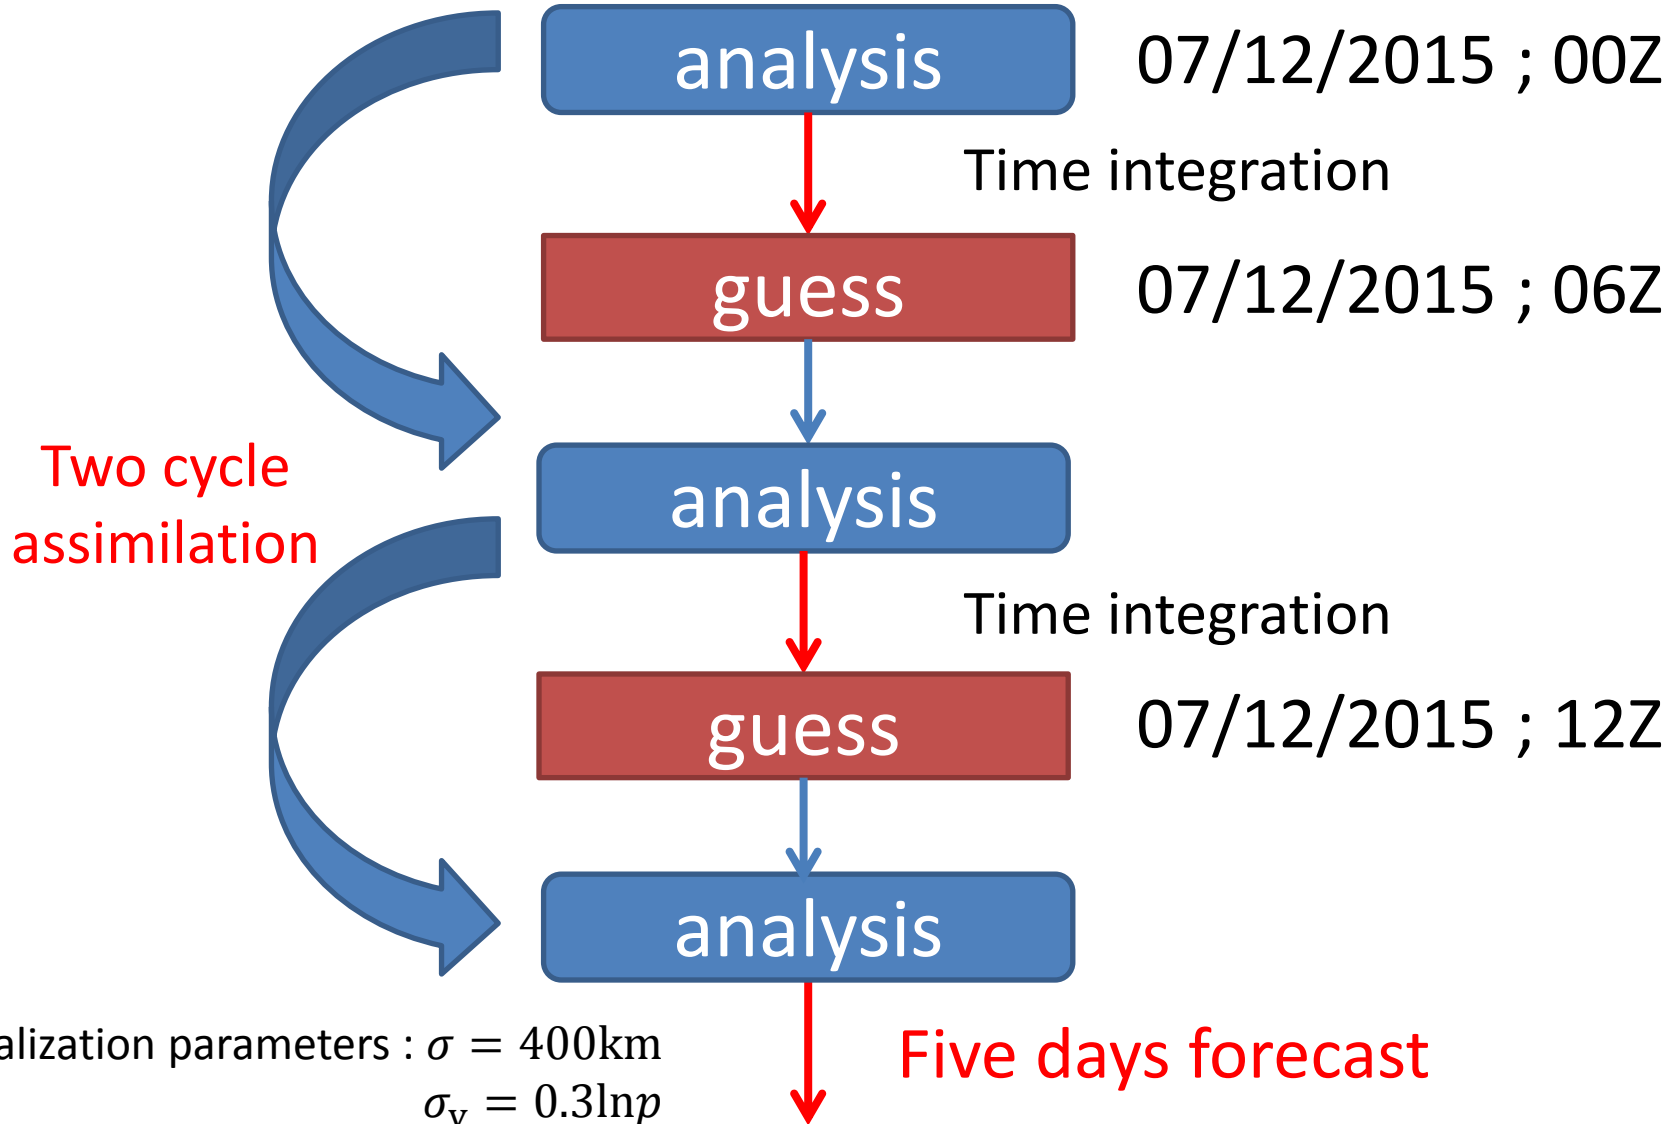 analysis 07/12/2015 ; 00Z
Time integration
guess 07/12/2015 ; 06Z
Two cycle
assimilation
analysis
Time integration
guess 07/12/2015 ; 12Z
analysis
alization parameters : σ = 400km
σᵥ = 0.3lnp
Five days forecast